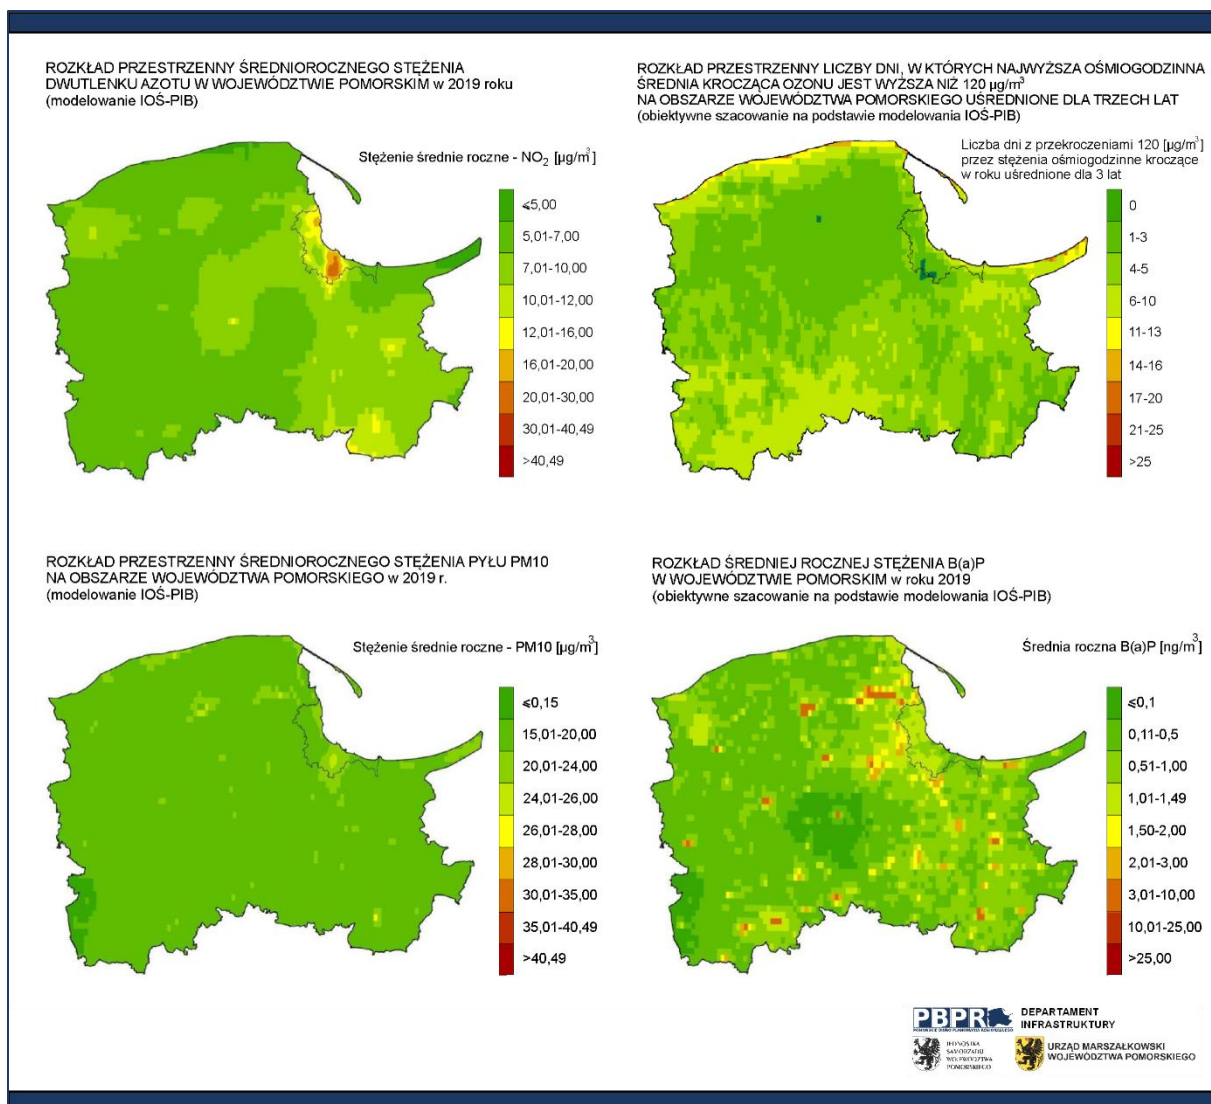 ROZKŁAD PRZESTRZENNY ŚREDNIOROCZNEGO STĘŻENIA
DWUTLENKU AZOTU W WOJEWÓDZTWIE POMORSKIM w 2019 roku
(modelowanie IOŚ-PIB)
Stężenie średnie roczne - NO₂ [µg/m³]
⩽5,00
5,01-7,00
7,01-10,00
10,01-12,00
12,01-16,00
16,01-20,00
20,01-30,00
30,01-40,49
>40,49
ROZKŁAD PRZESTRZENNY LICZBY DNI, W KTÓRYCH NAJWYŻSZA OŚMIOGODZINNA
ŚREDNIA KROCZĄCA OZONU JEST WYŻSZA NIŻ 120 µg/m³
NA OBSZARZE WOJEWÓDZTWA POMORSKIEGO UŚREDNIONE DLA TRZECH LAT
(obiektywne szacowanie na podstawie modelowania IOŚ-PIB)
Liczba dni z przekroczeniami 120 [µg/m³]
przez stężenia ośmiogodzinne kroczące
w roku uśrednione dla 3 lat
0
1-3
4-5
6-10
11-13
14-16
17-20
21-25
>25
ROZKŁAD PRZESTRZENNY ŚREDNIOROCZNEGO STĘŻENIA PYŁU PM10
NA OBSZARZE WOJEWÓDZTWA POMORSKIEGO w 2019 r.
(modelowanie IOŚ-PIB)
Stężenie średnie roczne - PM10 [µg/m³]
⩽0,15
15,01-20,00
20,01-24,00
24,01-26,00
26,01-28,00
28,01-30,00
30,01-35,00
35,01-40,49
>40,49
ROZKŁAD ŚREDNIEJ ROCZNEJ STĘŻENIA B(a)P
W WOJEWÓDZTWIE POMORSKIM w roku 2019
(obiektywne szacowanie na podstawie modelowania IOŚ-PIB)
Średnia roczna B(a)P [ng/m³]
⩽0,1
0,11-0,5
0,51-1,00
1,01-1,49
1,50-2,00
2,01-3,00
3,01-10,00
10,01-25,00
>25,00
PBPR
POMORSKIE BIURO PLANOWANIA REGIONALNEGO
DEPARTAMENT
INFRASTRUKTURY
JEDNOSTKA
SAMORZĄDU
WOJEWÓDZTWA
POMORSKIEGO
URZĄD MARSZAŁKOWSKI
WOJEWÓDZTWA POMORSKIEGO